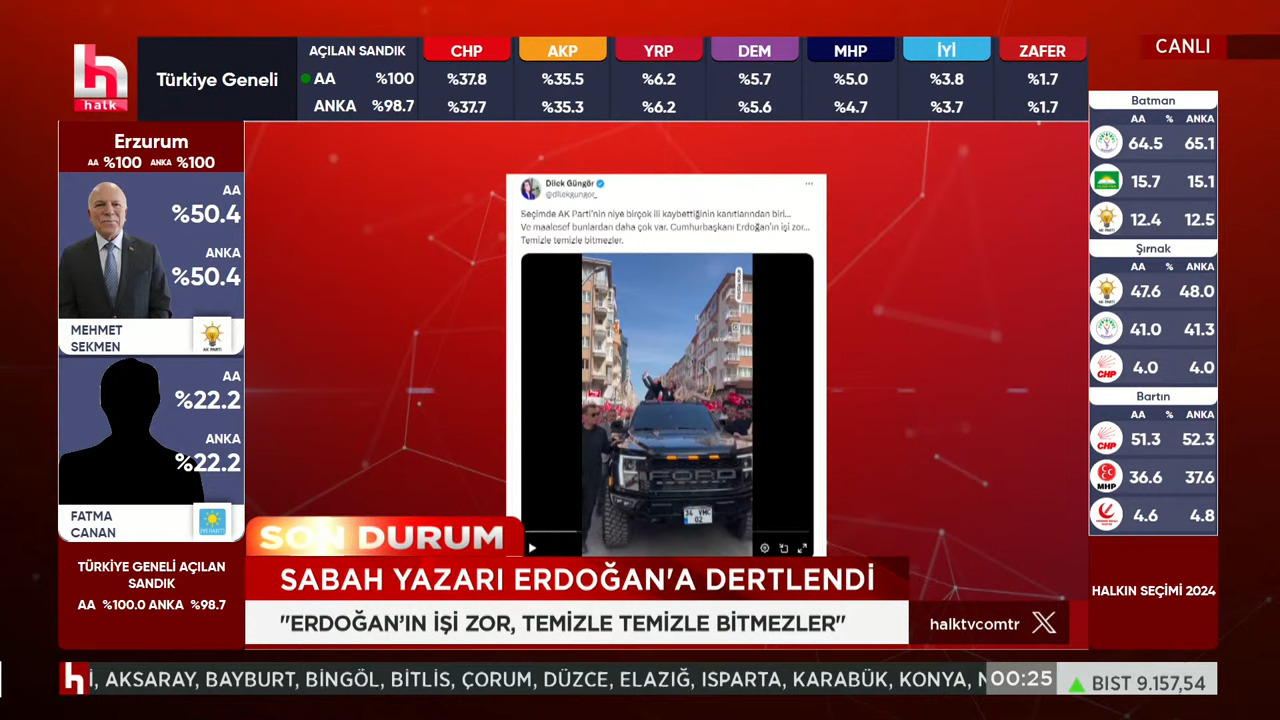 halk
Türkiye Geneli
AÇILAN SANDIK CHP AKP YRP DEM MHP İYİ ZAFER
AA %100 %37.8 %35.5 %6.2 %5.7 %5.0 %3.8 %1.7
ANKA %98.7 %37.7 %35.3 %6.2 %5.6 %4.7 %3.7 %1.7
CANLI
Erzurum
AA %100 ANKA %100
AA
%50.4
ANKA
%50.4
MEHMET
SEKMEN
AK PARTİ
AA
%22.2
ANKA
%22.2
FATMA
CANAN
TÜRKİYE GENELİ AÇILAN
SANDIK
AA %100.0 ANKA %98.7
Dilek Güngör
@dilekgungor_
Seçimde AK Parti'nin niye birçok ili kaybettiğinin kanıtlarından biri...
Ve maalesef bunlardan daha çok var. Cumhurbaşkanı Erdoğan'ın işi zor...
Temizle temizle bitmezler.
FORD
34 VMC
02
Batman
AA % ANKA
64.5 65.1
15.7 15.1
12.4 12.5
Şırnak
AA % ANKA
47.6 48.0
41.0 41.3
CHP 4.0 4.0
Bartın
AA % ANKA
CHP 51.3 52.3
MHP 36.6 37.6
4.6 4.8
HALKIN SEÇİMİ 2024
SON DURUM
SABAH YAZARI ERDOĞAN'A DERTLENDİ
"ERDOĞAN'IN İŞİ ZOR, TEMİZLE TEMİZLE BİTMEZLER"
halktvcomtr
İ, AKSARAY, BAYBURT, BİNGÖL, BİTLİS, ÇORUM, DÜZCE, ELAZIĞ, ISPARTA, KARABÜK, KONYA, N
00:25
BIST 9.157,54